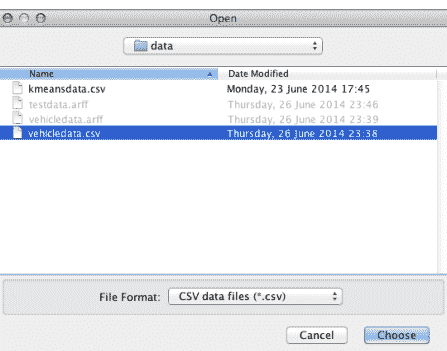 Open
data
Name Date Modified
kmeansdata.csv Monday, 23 June 2014 17:45
testdata.arff Thursday, 26 June 2014 23:46
vehicledata.arff Thursday, 26 June 2014 23:39
vehicledata.csv Thursday, 26 June 2014 23:38
File Format: CSV data files (*.csv)
Cancel Choose